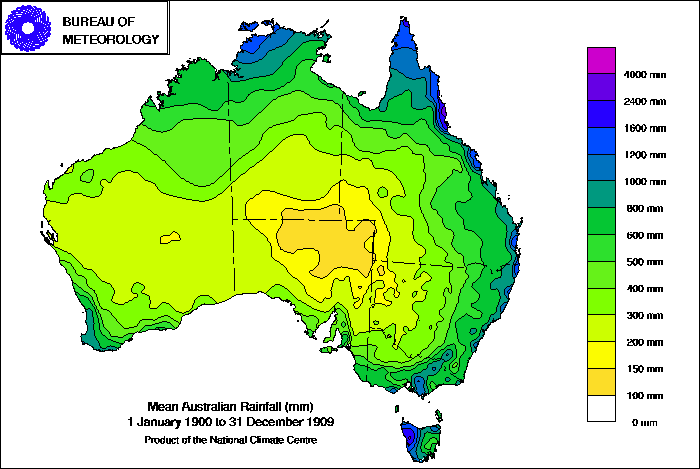 BUREAU OF
METEOROLOGY
4000 mm
2400 mm
1600 mm
1200 mm
1000 mm
800 mm
600 mm
500 mm
400 mm
300 mm
200 mm
150 mm
100 mm
0 mm
Mean Australian Rainfall (mm)
1 January 1900 to 31 December 1909
Product of the National Climate Centre